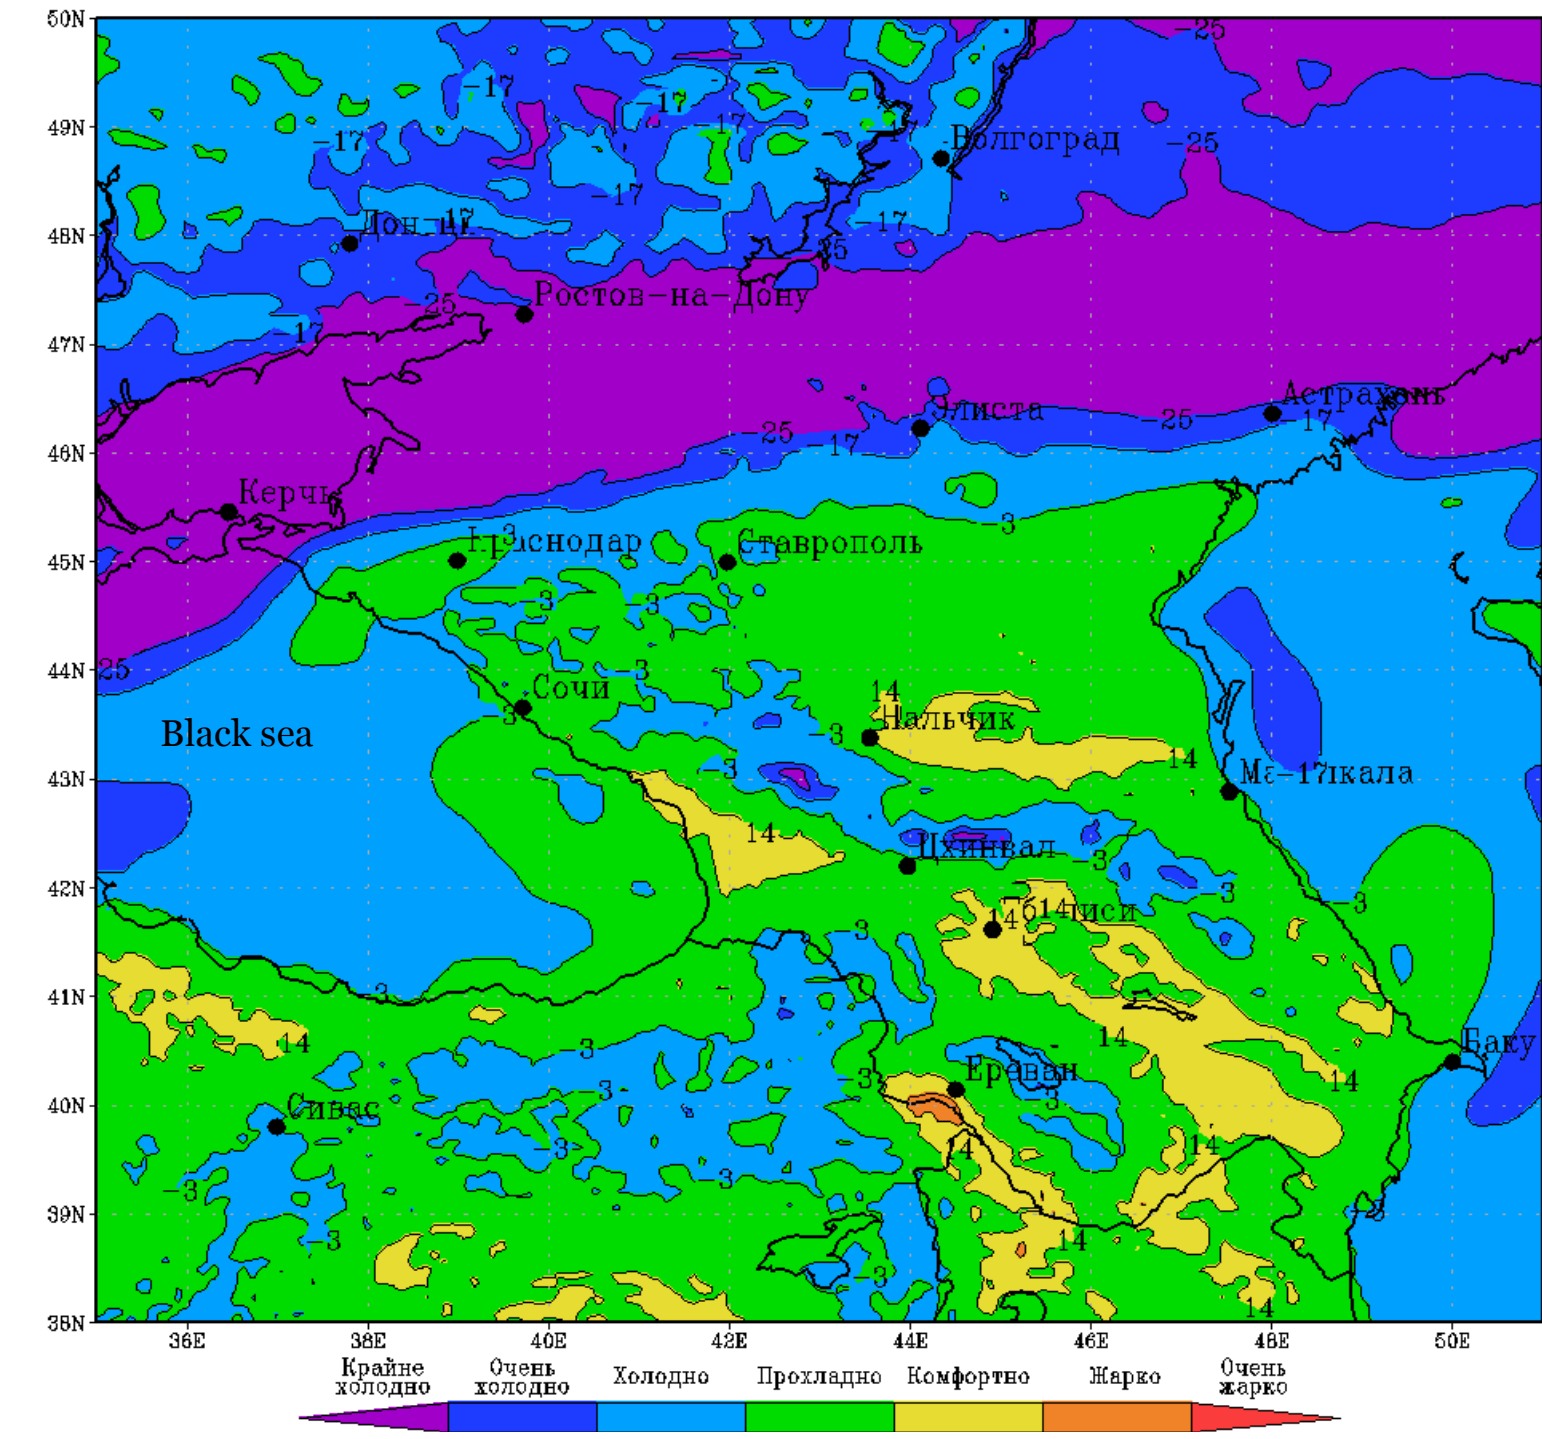 50N
-25
-17
-17
49N
-17
-17
Волгоград
-25
-17
-17
48N
-25
Ростов-на-Дону
-25
-17
47N
Астрахань
Элиста
-25
-25
-17
-17
46N
Керчь
-3
Краснодар
Ставрополь
45N
-3
-3
44N
-25
-3
Сочи
14
-3
Нальчик
Black sea
-3
43N
-3
14
-17
14
Цхинвал
-3
42N
-3
-3
14
14
-3
41N
-3
14
14
-3
Баку
Ереван
-3
14
-3
40N
Сивас
-3
-3
14
14
-3
-3
39N
-3
-3
14
-3
14
38N
36E
38E
40E
42E
44E
46E
48E
50E
Крайне
холодно
Очень
холодно
Холодно
Прохладно
Комфортно
Жарко
Очень
жарко